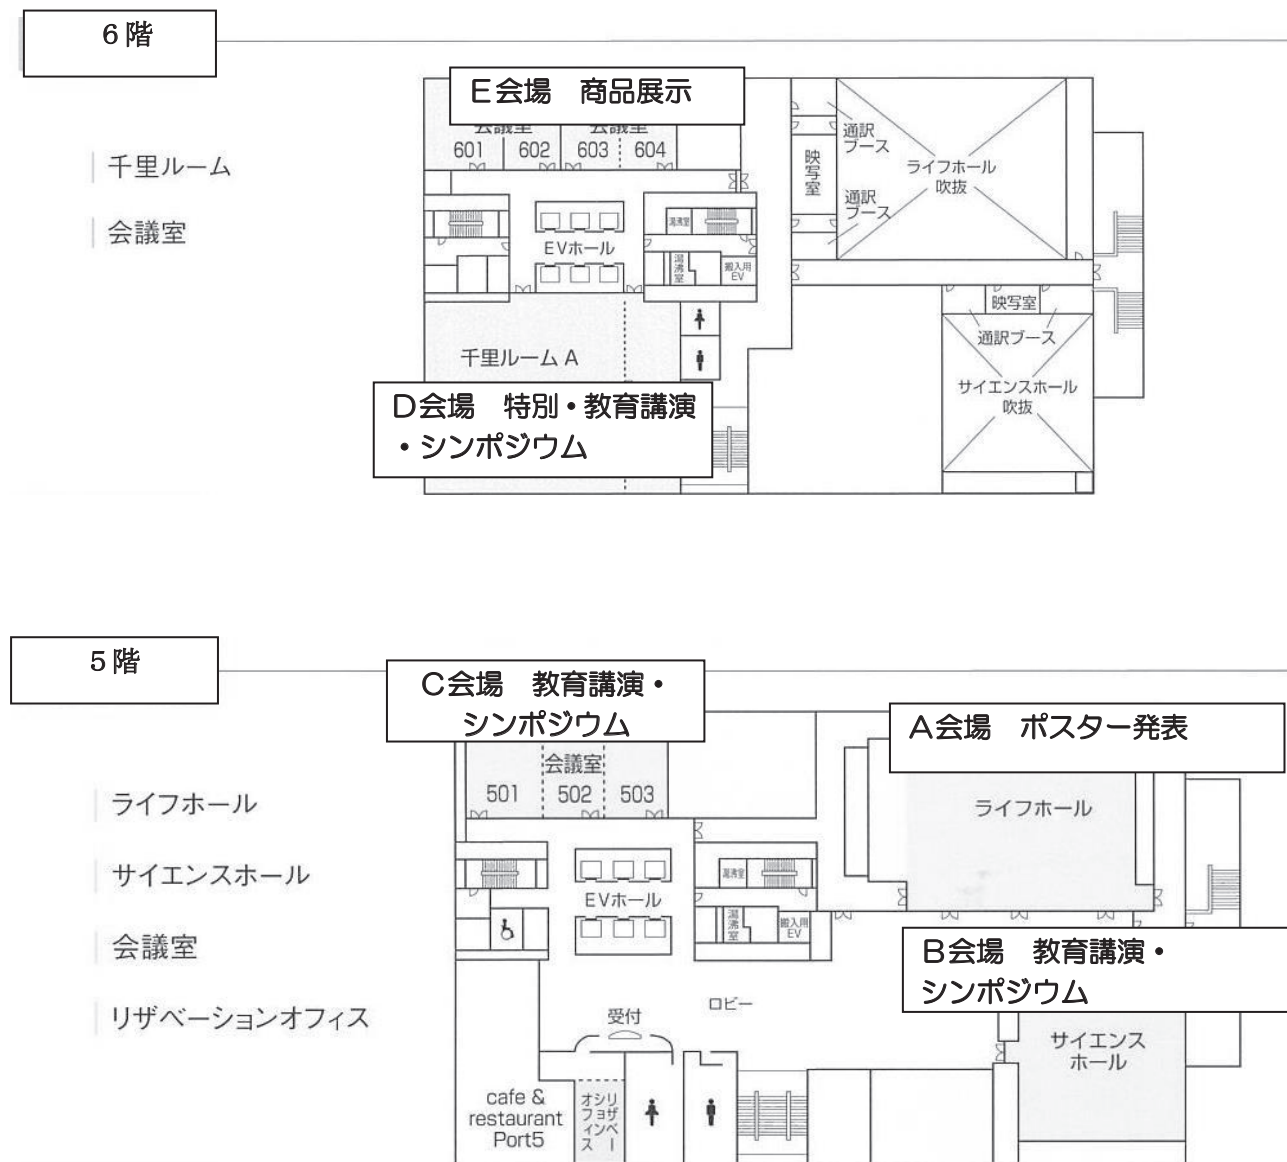 6階
千里ルーム
会議室
E会場 商品展示
会議室
会議室
601
602
603
604
通訳
ブース
映写室
通訳
ブース
ライフホール
吹抜
湯沸室
EVホール
湯沸室
搬入用
EV
映写室
通訳ブース
千里ルーム A
サイエンスホール
吹抜
D会場 特別・教育講演
・シンポジウム
5階
ライフホール
サイエンスホール
会議室
リザベーションオフィス
C会場 教育講演・
シンポジウム
A会場 ポスター発表
会議室
501
502
503
ライフホール
湯沸室
EVホール
湯沸室
搬入用
EV
B会場 教育講演・
シンポジウム
ロビー
受付
サイエンス
ホール
cafe &
restaurant
Port5
リザベー
ション
オフィス